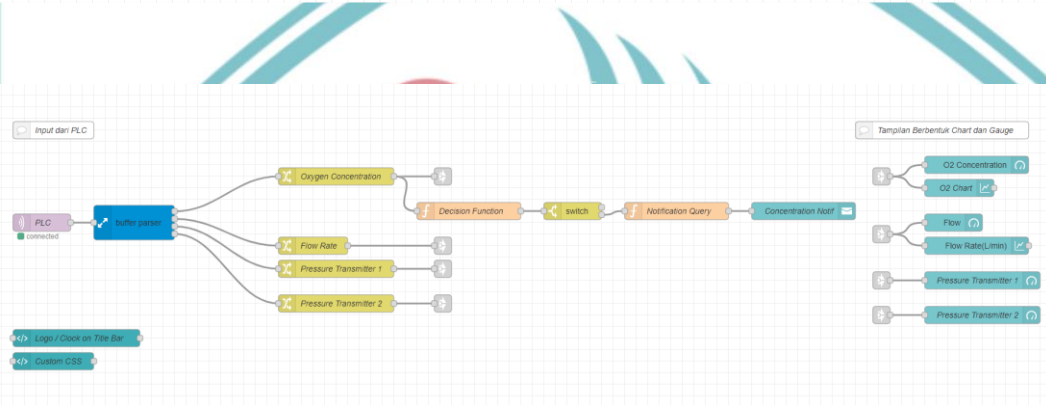 Input dari PLC
Tampilan Berbentuk Chart dan Gauge
O2 Concentration
Oxygen Concentration
O2 Chart
Decision Function
switch
Notification Query
Concentration Notif
PLC
buffer parser
Flow
connected
Flow Rate
Flow Rate(L/min)
Pressure Transmitter 1
Pressure Transmitter 1
Pressure Transmitter 2
Pressure Transmitter 2
Logo / Clock on Title Bar
Custom CSS